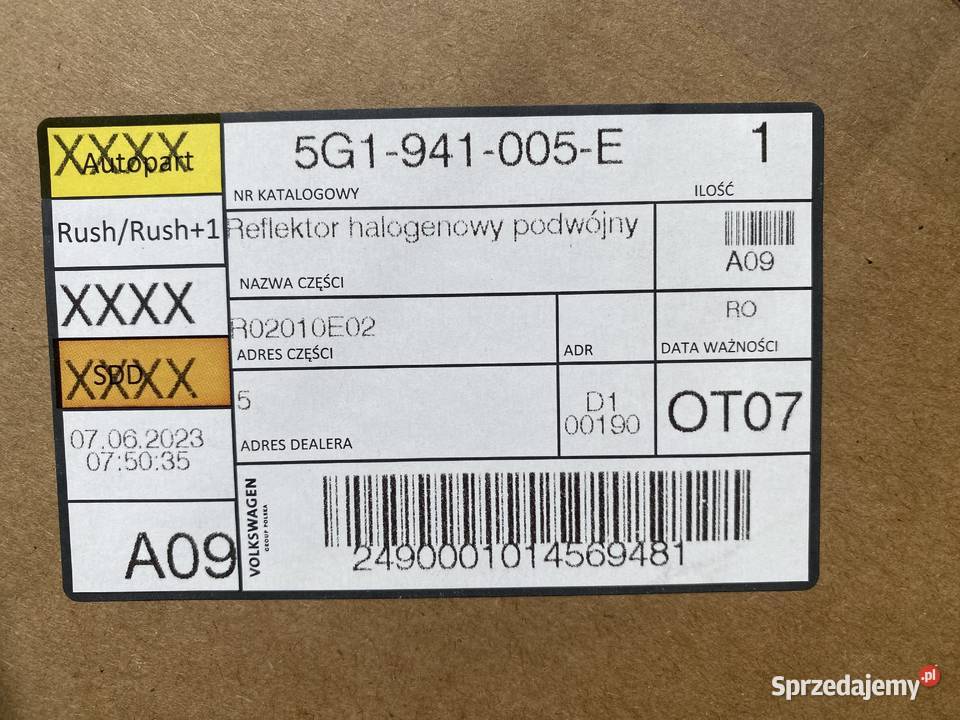 XXXX
Autopart
5G1-941-005-E
1
NR KATALOGOWY
ILOŚĆ
Rush/Rush+1
Reflektor halogenowy podwójny
NAZWA CZĘŚCI
A09
XXXX
R02010E02
ADRES CZĘŚCI
ADR
RO
DATA WAŻNOŚCI
XXXX
SDD
5
ADRES DEALERA
D1
00190
OT07
07.06.2023
07:50:35
A09
VOLKSWAGEN
GROUP POLSKA
2490001014569481
Sprzedajemy.pl